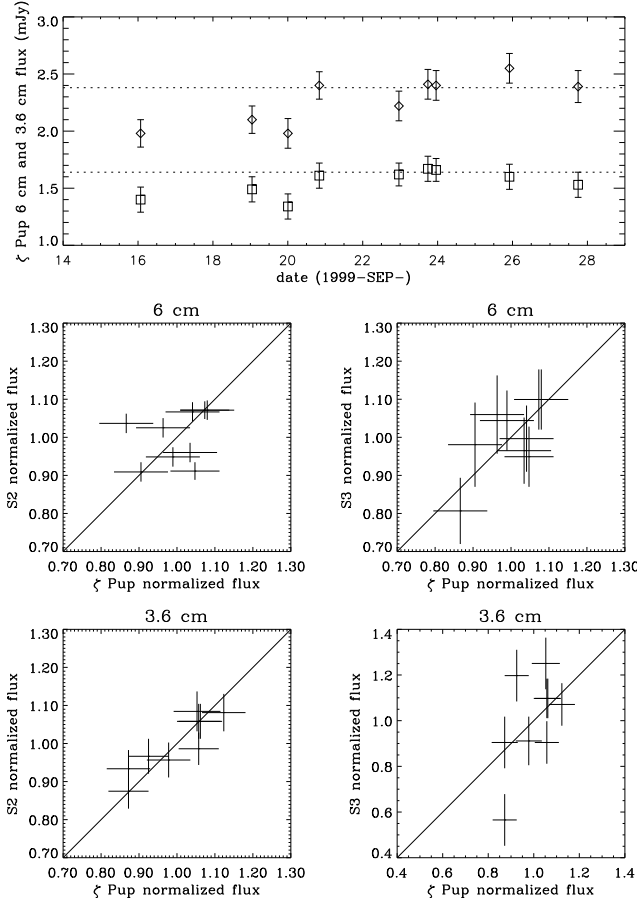 ζ Pup 6 cm and 3.6 cm flux (mJy)
3.0
2.5
2.0
1.5
1.0
14 16 18 20 22 24 26 28
date (1999-SEP-)
6 cm
S2 normalized flux
1.30
1.20
1.10
1.00
0.90
0.80
0.70
0.70 0.80 0.90 1.00 1.10 1.20 1.30
ζ Pup normalized flux
6 cm
S3 normalized flux
1.30
1.20
1.10
1.00
0.90
0.80
0.70
0.70 0.80 0.90 1.00 1.10 1.20 1.30
ζ Pup normalized flux
3.6 cm
S2 normalized flux
1.30
1.20
1.10
1.00
0.90
0.80
0.70
0.70 0.80 0.90 1.00 1.10 1.20 1.30
ζ Pup normalized flux
3.6 cm
S3 normalized flux
1.4
1.2
1.0
0.8
0.6
0.4
0.4 0.6 0.8 1.0 1.2 1.4
ζ Pup normalized flux